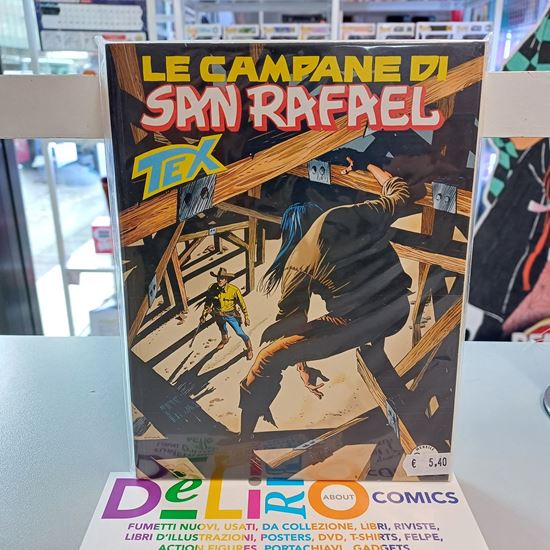 LE CAMPANE DI
SAN RAFAEL
TEX
€ 5,40
DeLiRiO ABOUT COMICS
FUMETTI NUOVI, USATI, DA COLLEZIONE, LIBRI, RIVISTE,
LIBRI D'ILLUSTRAZIONI, POSTERS, DVD, T-SHIRTS, FELPE,
ACTION FIGURES, PORTACHIAVI, GADGETS